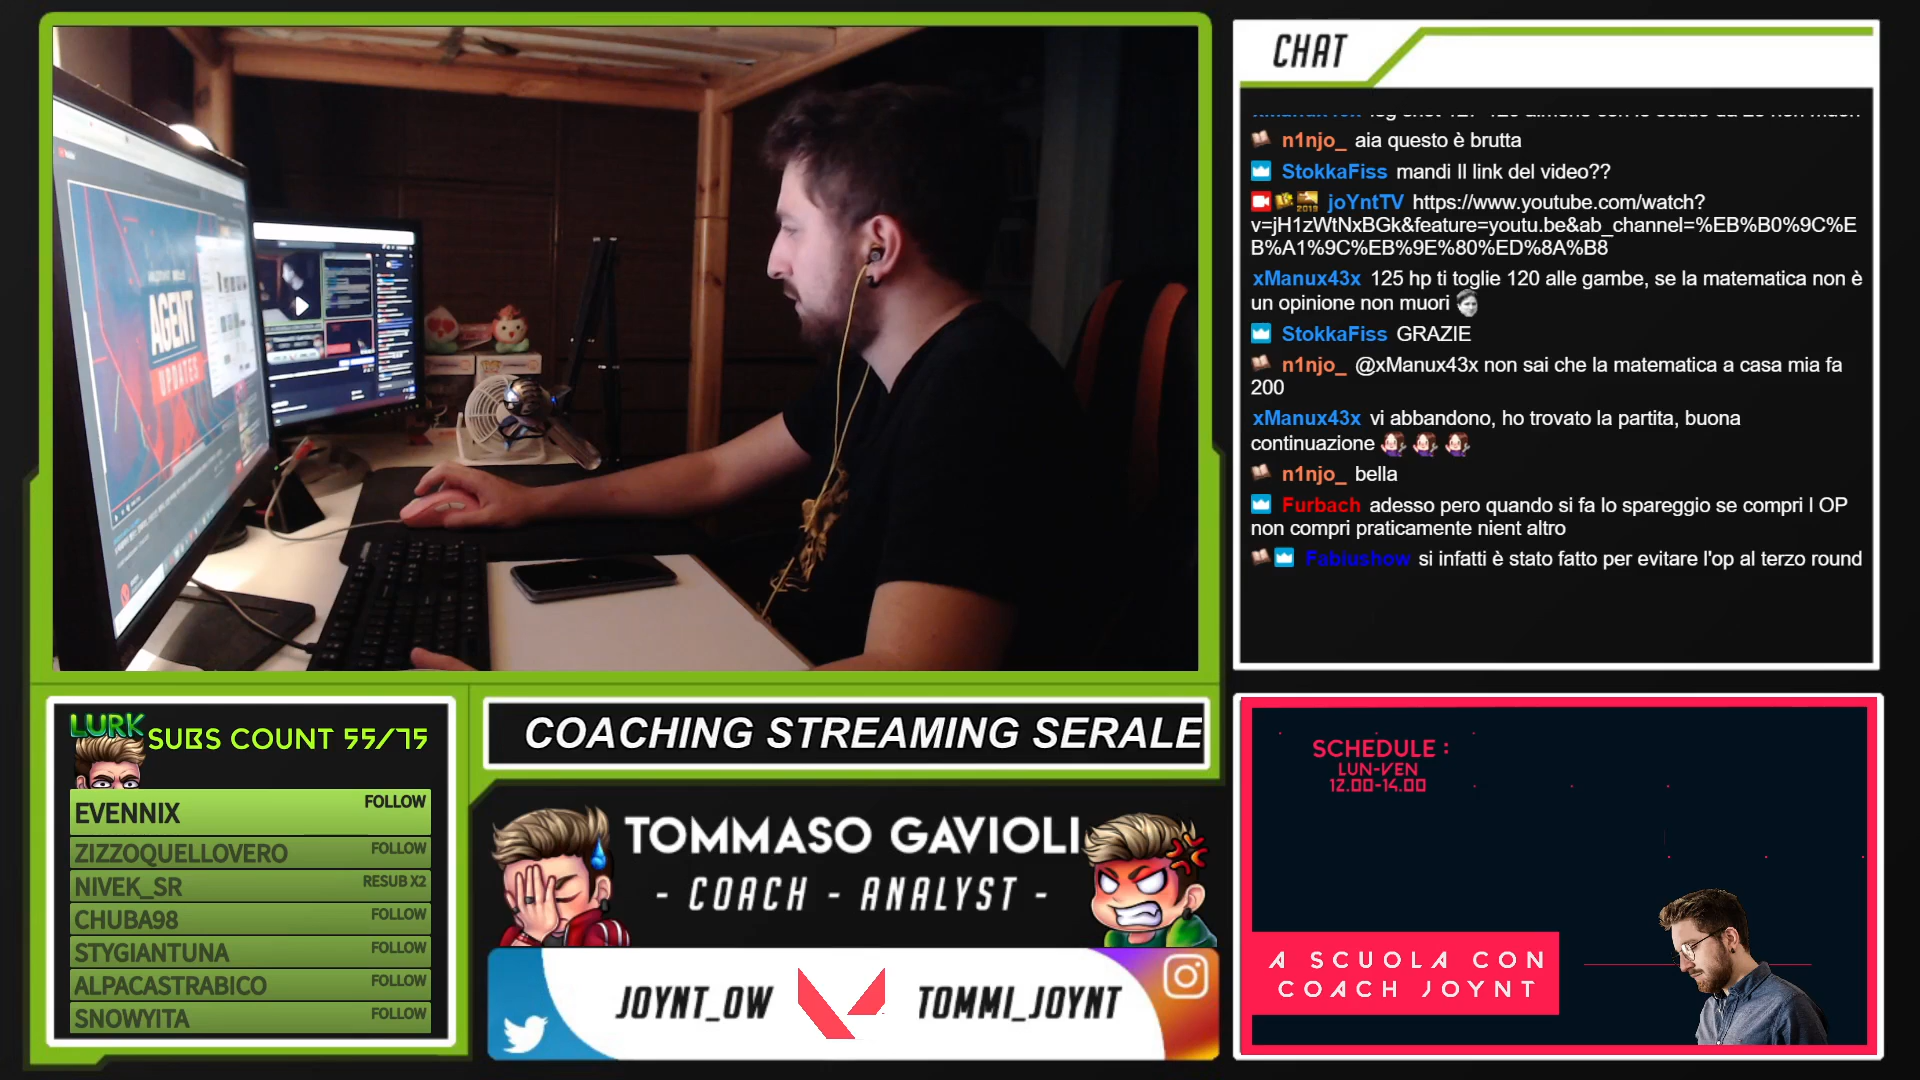 CHAT
n1njo_ aia questo è brutta
StokkaFiss mandi Il link del video??
joYntTV https://www.youtube.com/watch?
v=jH1zWtNxBGk&feature=youtu.be&ab_channel=%EB%B0%9C%E
B%A1%9C%EB%9E%80%ED%8A%B8
xManux43x 125 hp ti toglie 120 alle gambe, se la matematica non è
un opinione non muori
StokkaFiss GRAZIE
n1njo_ @xManux43x non sai che la matematica a casa mia fa
200
xManux43x vi abbandono, ho trovato la partita, buona
continuazione
n1njo_ bella
Furbach adesso pero quando si fa lo spareggio se compri l OP
non compri praticamente nient altro
Fabiushow si infatti è stato fatto per evitare l'op al terzo round
AGENT
UPDATES
LURK
SUBS COUNT 55/75
EVENNIX FOLLOW
ZIZZOQUELLOVERO FOLLOW
NIVEK_SR RESUB X2
CHUBA98 FOLLOW
STYGIANTUNA FOLLOW
ALPACASTRABICO FOLLOW
SNOWYITA FOLLOW
COACHING STREAMING SERALE
TOMMASO GAVIOLI
- COACH - ANALYST -
JOYNT_OW TOMMI_JOYNT
SCHEDULE :
LUN-VEN
12.00-14.00
A SCUOLA CON
COACH JOYNT